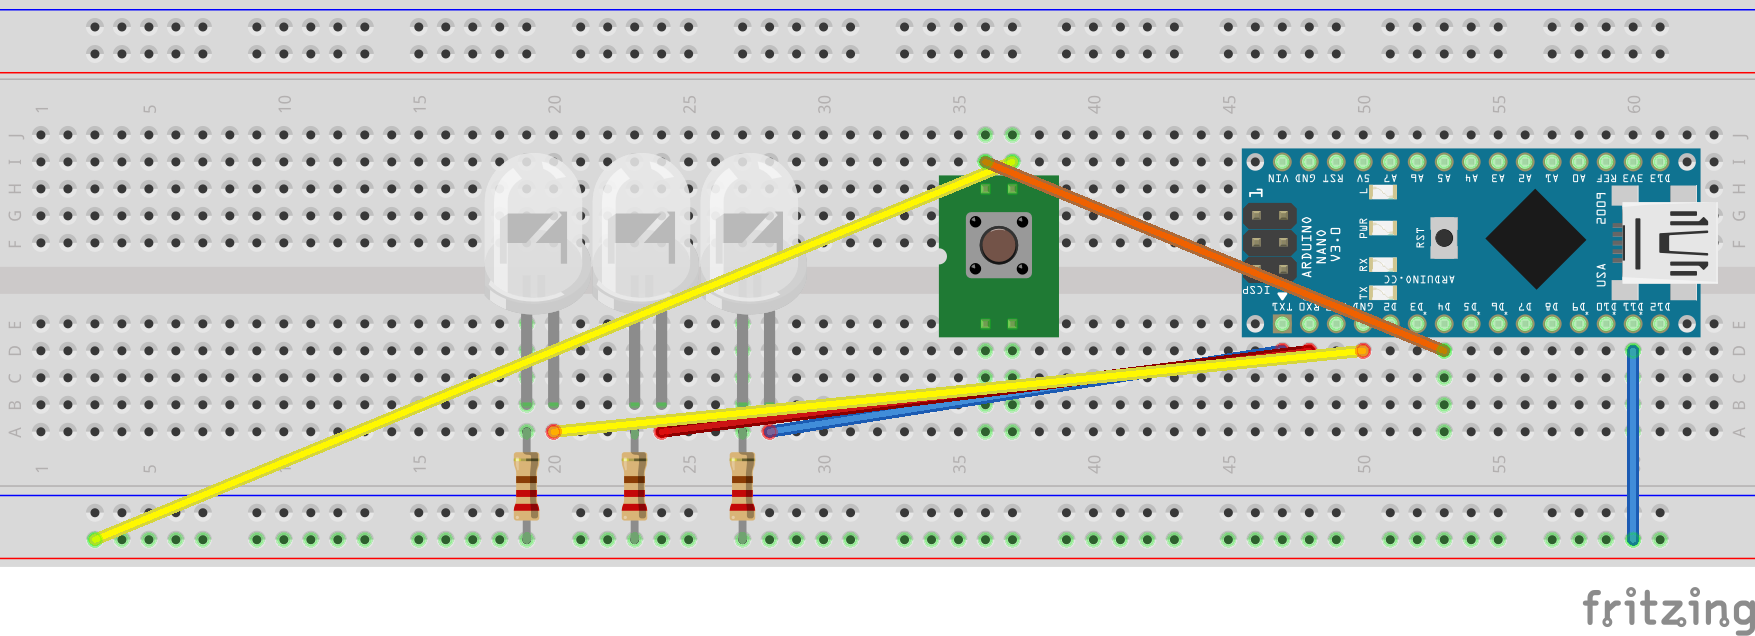 1 5 10 15 20 25 30 35 40 45 50 55 60
J J
I I
VIN GND RST 5V A7 A6 A5 A4 A3 A2 A1 A0 REF 3V3 D13
H H
1 L
G G
PWR RST 2009
F F
ARDUINO
NANO
V3.0
RX ARDUINO.CC USA
ICSP TX
TX1 RX0 GND D2 D3 D4 D5 D6 D7 D8 D9 D10 D11 D12
E E
D D
C C
B B
A A
1 5 15 20 25 30 35 40 45 50 55
fritzing